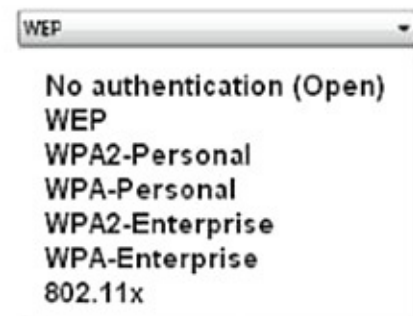 WEP
No authentication (Open)
WEP
WPA2-Personal
WPA-Personal
WPA2-Enterprise
WPA-Enterprise
802.11x